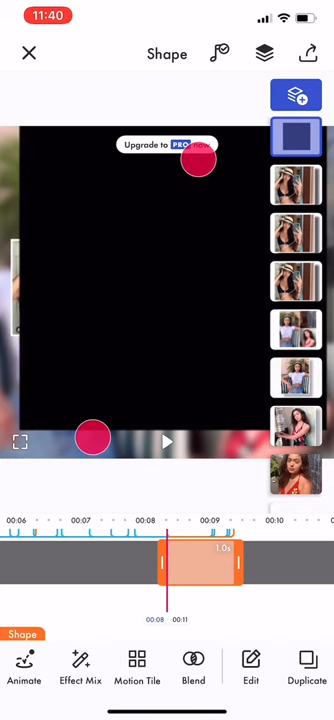 11:40
Shape
Upgrade to PRO now
00:06 00:07 00:08 00:09 00:10
1.0s
00:08 00:11
Shape
Animate Effect Mix Motion Tile Blend Edit Duplicate